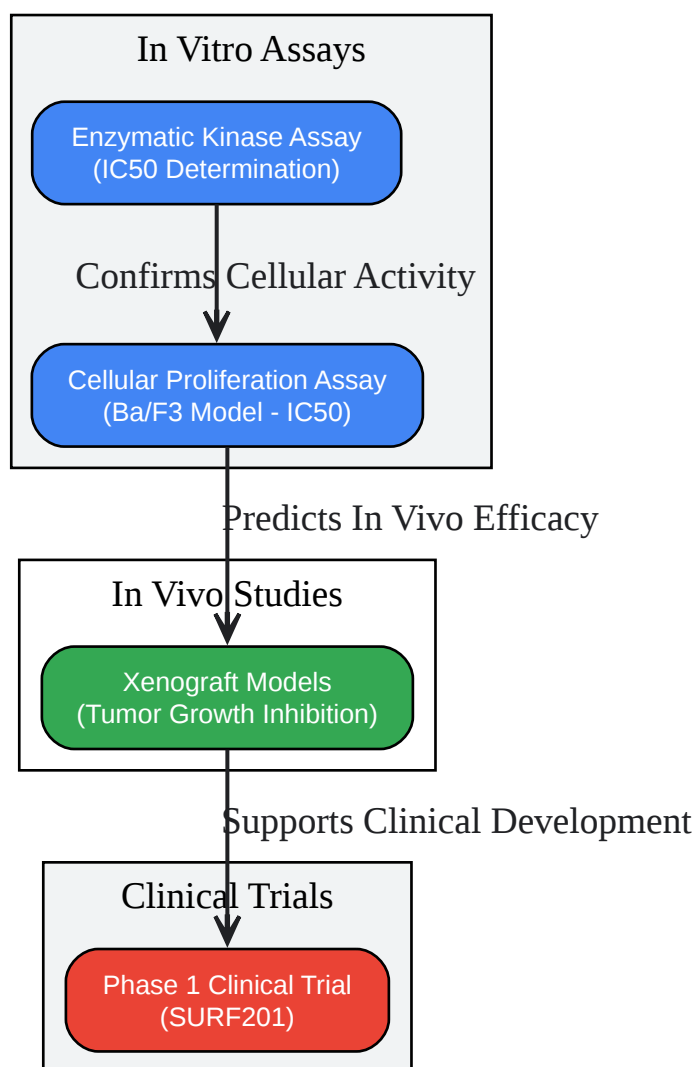 In Vitro Assays
Enzymatic Kinase Assay
(IC50 Determination)
Confirms Cellular Activity
Cellular Proliferation Assay
(Ba/F3 Model - IC50)
Predicts In Vivo Efficacy
In Vivo Studies
Xenograft Models
(Tumor Growth Inhibition)
Supports Clinical Development
Clinical Trials
Phase 1 Clinical Trial
(SURF201)